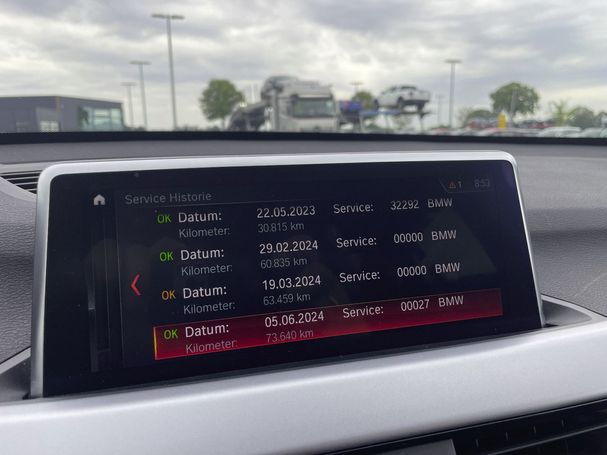 Service Historie
1 8:53
OK Datum: 22.05.2023 Service: 32292 BMW
Kilometer: 30.815 km
OK Datum: 29.02.2024 Service: 00000 BMW
Kilometer: 60.835 km
OK Datum: 19.03.2024 Service: 00000 BMW
Kilometer: 63.459 km
OK Datum: 05.06.2024 Service: 00027 BMW
Kilometer: 73.640 km